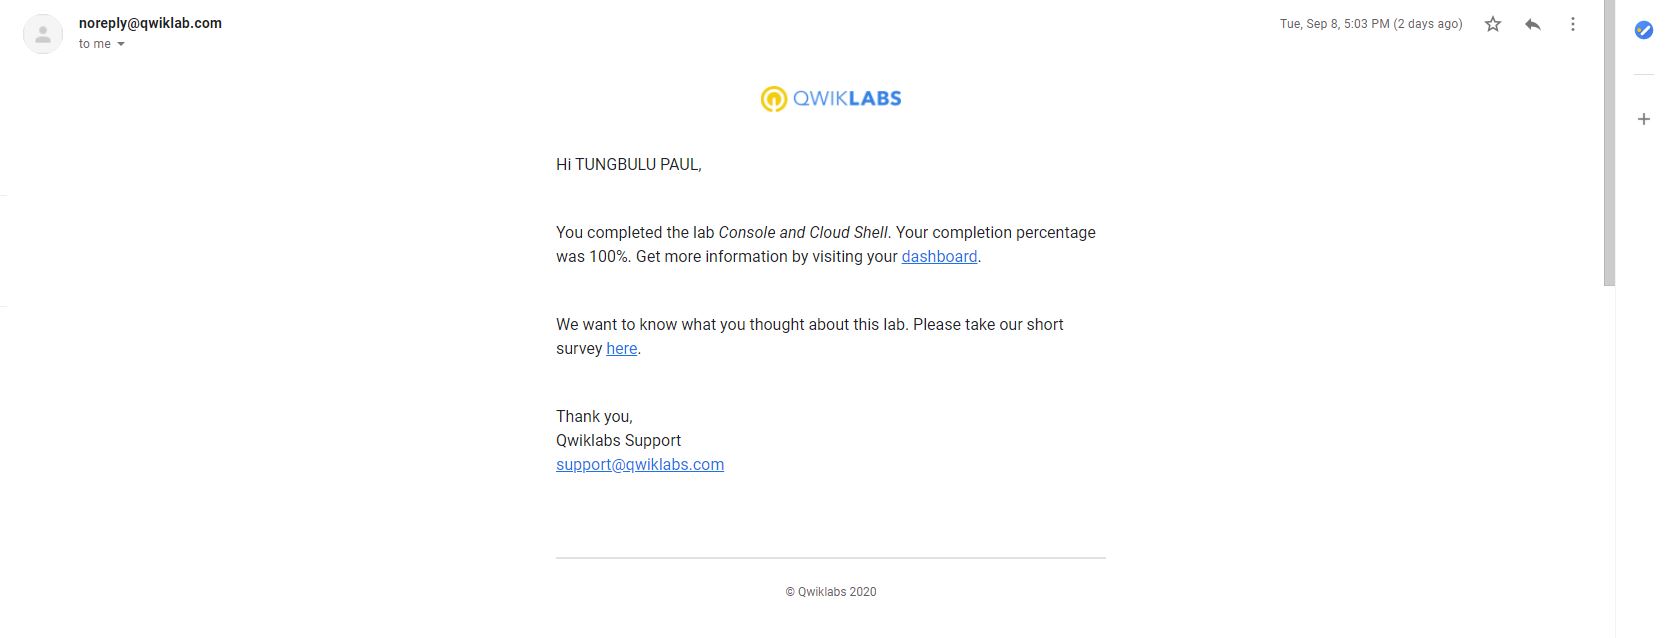 noreply@qwiklab.com
Tue, Sep 8, 5:03 PM (2 days ago)
to me
QWIKLABS
Hi TUNGBULU PAUL,
You completed the lab Console and Cloud Shell. Your completion percentage
was 100%. Get more information by visiting your dashboard.
We want to know what you thought about this lab. Please take our short
survey here.
Thank you,
Qwiklabs Support
support@qwiklabs.com
© Qwiklabs 2020